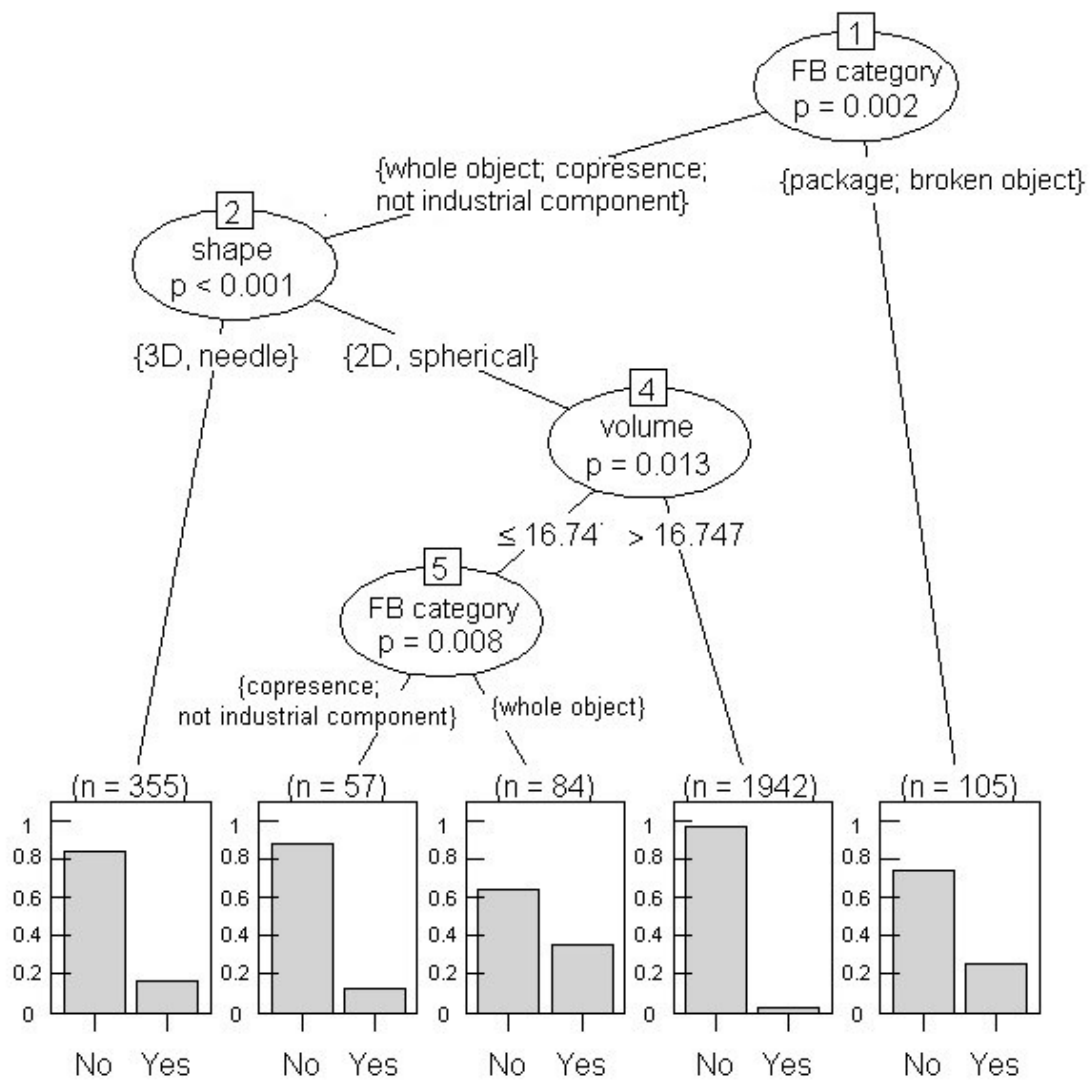 1
FB category
p = 0.002
{whole object; copresence;
not industrial component}
{package; broken object}
2
shape
p < 0.001
{3D, needle}
{2D, spherical}
4
volume
p = 0.013
≤ 16.74
> 16.747
5
FB category
p = 0.008
{copresence;
not industrial component}
{whole object}
(n = 355)
1
0.8
0.6
0.4
0.2
0
No Yes
(n = 57)
1
0.8
0.6
0.4
0.2
0
No Yes
(n = 84)
1
0.8
0.6
0.4
0.2
0
No Yes
(n = 1942)
1
0.8
0.6
0.4
0.2
0
No Yes
(n = 105)
1
0.8
0.6
0.4
0.2
0
No Yes